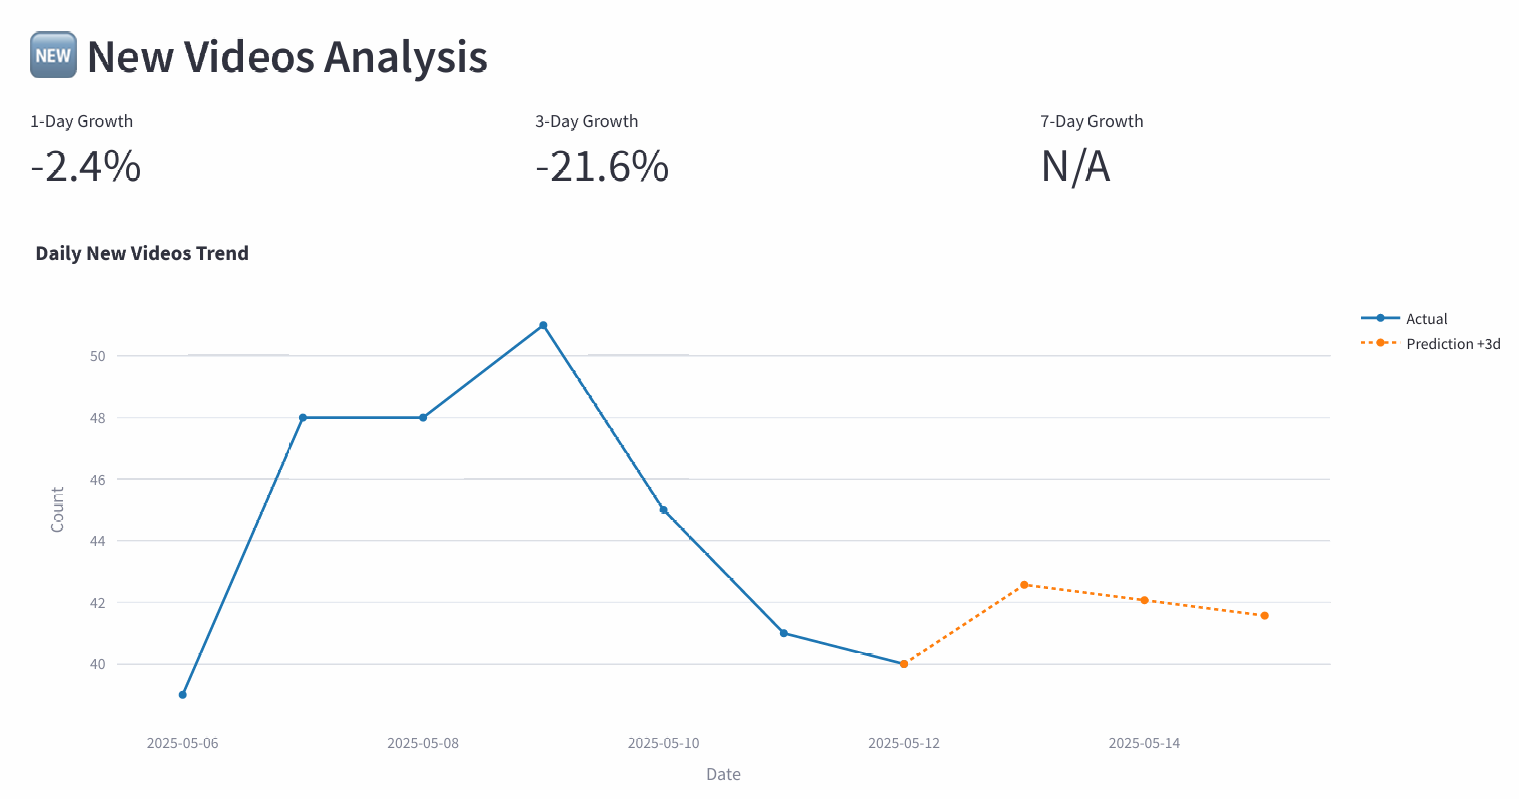 NEW New Videos Analysis
1-Day Growth
3-Day Growth
7-Day Growth
-2.4%
-21.6%
N/A
Daily New Videos Trend
Actual
Prediction +3d
50
48
46
44
42
40
Count
2025-05-06
2025-05-08
2025-05-10
2025-05-12
2025-05-14
Date